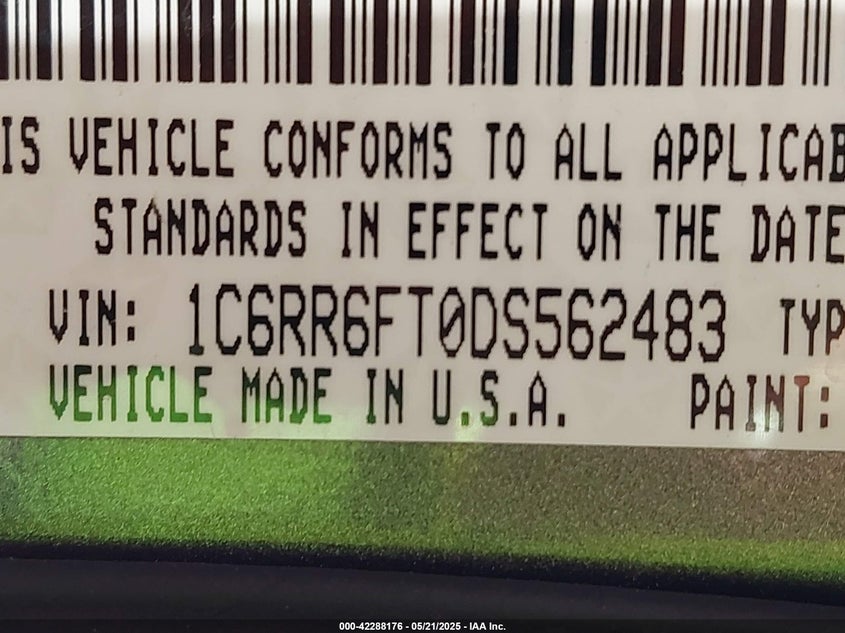 IS VEHICLE CONFORMS TO ALL APPLICAB
STANDARDS IN EFFECT ON THE DATE
VIN: 1C6RR6FT0DS562483 TYP
VEHICLE MADE IN U.S.A. PAINT:
000-42288176 - 05/21/2025 - IAA Inc.